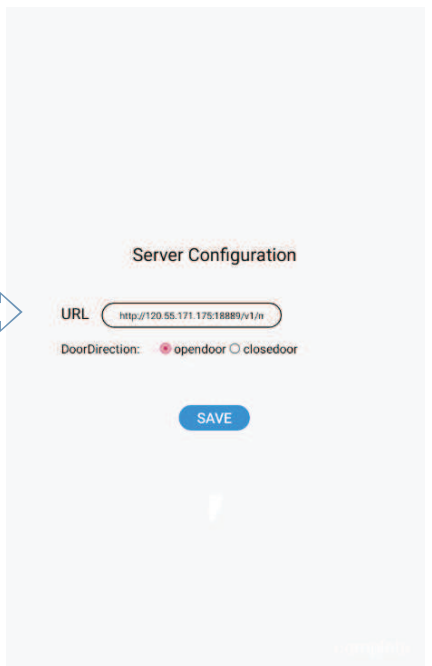 Server Configuration
URL http://120.55.171.175:18889/v1/r
DoorDirection: opendoor closedoor
SAVE